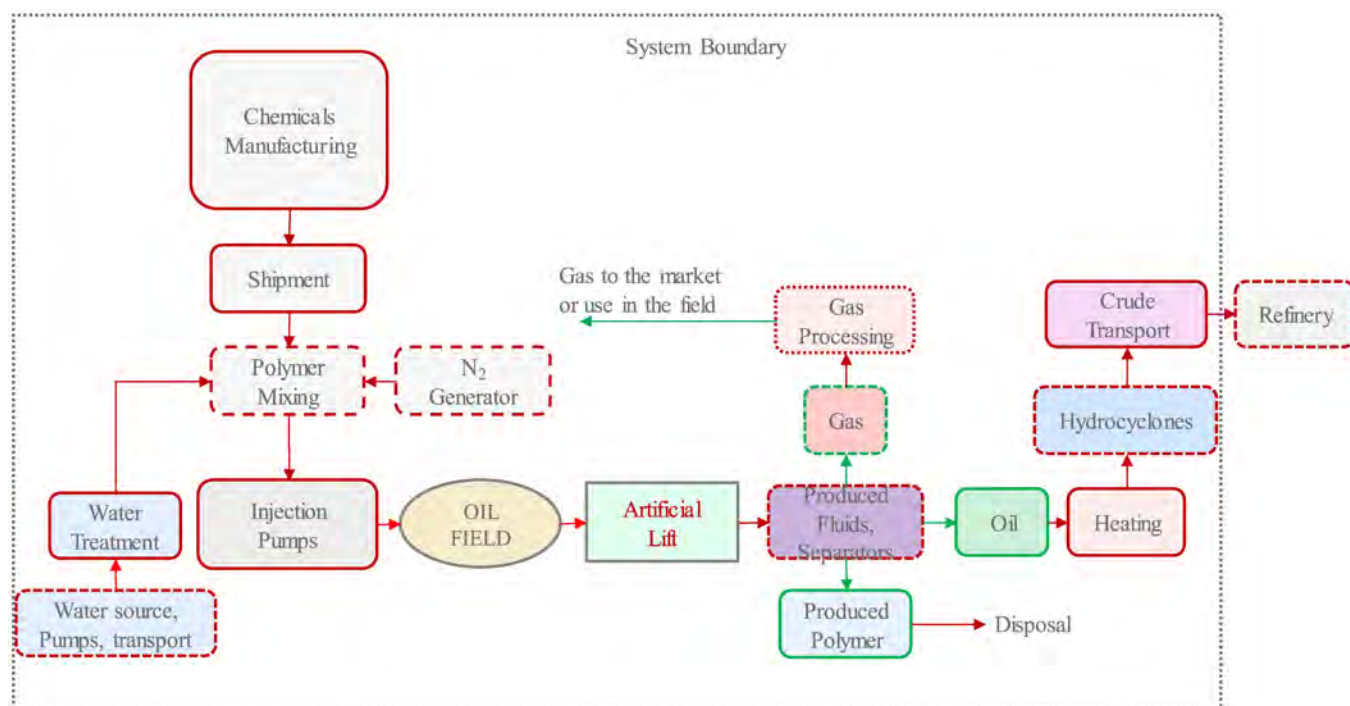 System Boundary
Chemicals
Manufacturing
Shipment
Gas to the market
or use in the field
Gas
Processing
Crude
Transport
Refinery
Polymer
Mixing
N₂
Generator
Gas
Hydrocyclones
Water
Treatment
Injection
Pumps
OIL
FIELD
Artificial
Lift
Produced
Fluids,
Separators
Oil
Heating
Water source,
Pumps, transport
Produced
Polymer
Disposal